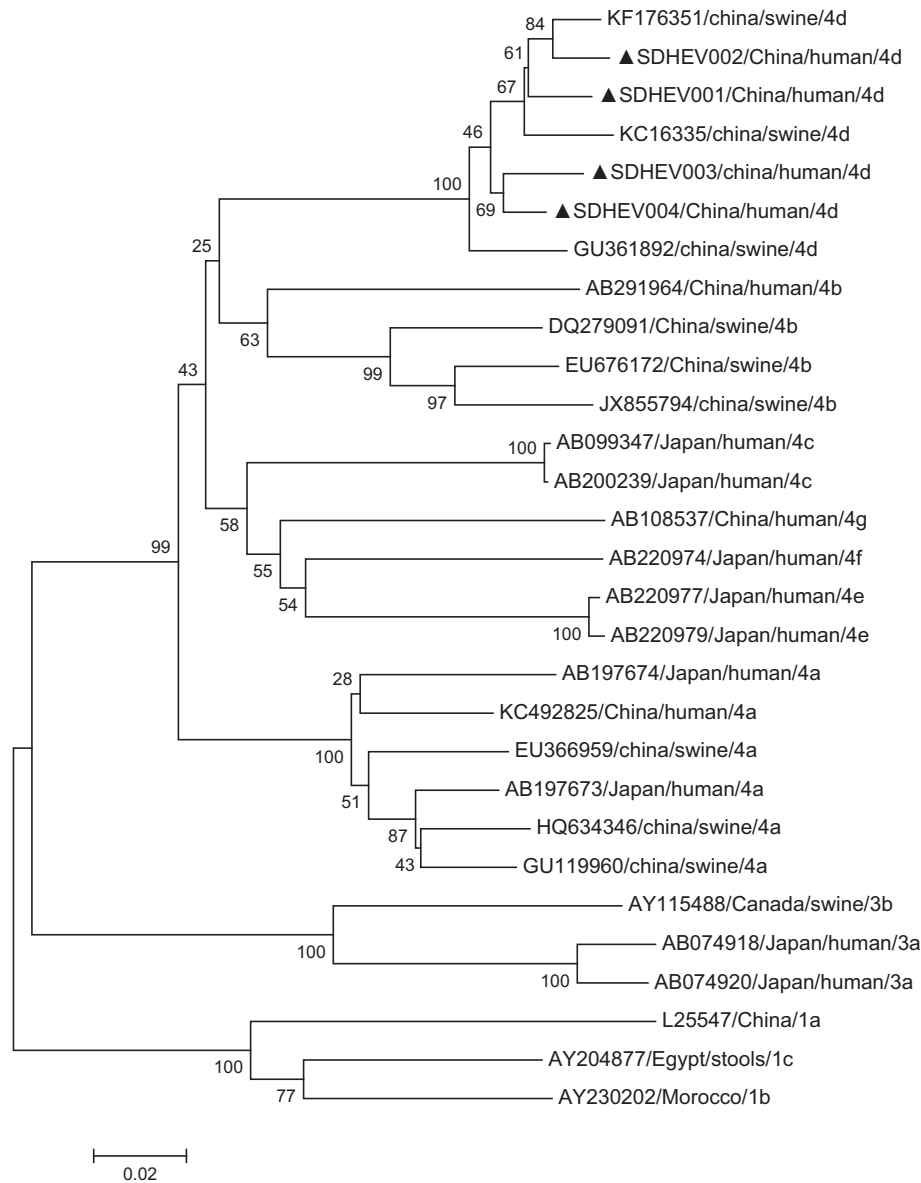 KF176351/china/swine/4d
84
▲SDHEV002/China/human/4d
61
▲SDHEV001/China/human/4d
67
KC16335/china/swine/4d
46
▲SDHEV003/china/human/4d
100
69
▲SDHEV004/China/human/4d
25
GU361892/china/swine/4d
AB291964/China/human/4b
DQ279091/China/swine/4b
63
EU676172/China/swine/4b
99
43
97
JX855794/china/swine/4b
100
AB099347/Japan/human/4c
AB200239/Japan/human/4c
58
AB108537/China/human/4g
99
AB220974/Japan/human/4f
55
AB220977/Japan/human/4e
54
100
AB220979/Japan/human/4e
28
AB197674/Japan/human/4a
KC492825/China/human/4a
100
EU366959/china/swine/4a
51
AB197673/Japan/human/4a
87
HQ634346/china/swine/4a
43
GU119960/china/swine/4a
AY115488/Canada/swine/3b
100
AB074918/Japan/human/3a
100
AB074920/Japan/human/3a
L25547/China/1a
100
AY204877/Egypt/stools/1c
77
AY230202/Morocco/1b
0.02